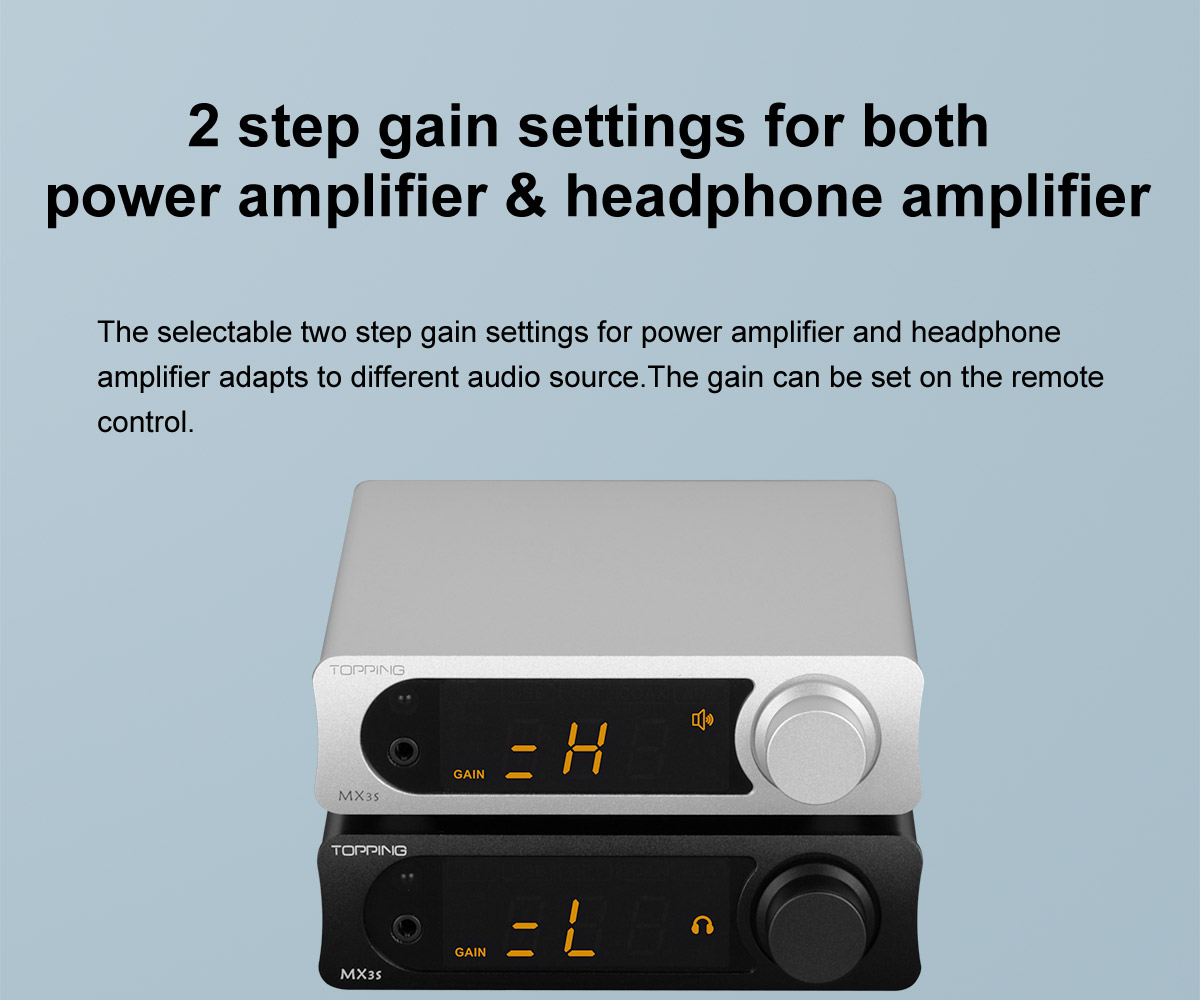 2 step gain settings for both
power amplifier & headphone amplifier
The selectable two step gain settings for power amplifier and headphone
amplifier adapts to different audio source.The gain can be set on the remote
control.
TOPPING
GAIN = H
MX3s
TOPPING
GAIN = L
MX3s